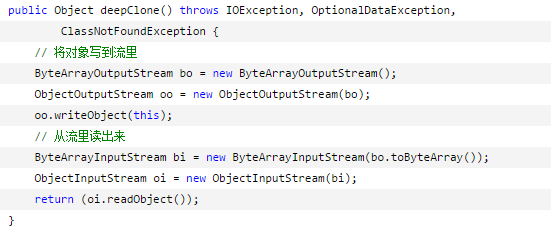 public Object deepClone() throws IOException, OptionalDataException,
ClassNotFoundException {
// 将对象写到流里
ByteArrayOutputStream bo = new ByteArrayOutputStream();
ObjectOutputStream oo = new ObjectOutputStream(bo);
oo.writeObject(this);
// 从流里读出来
ByteArrayInputStream bi = new ByteArrayInputStream(bo.toByteArray());
ObjectInputStream oi = new ObjectInputStream(bi);
return (oi.readObject());
}